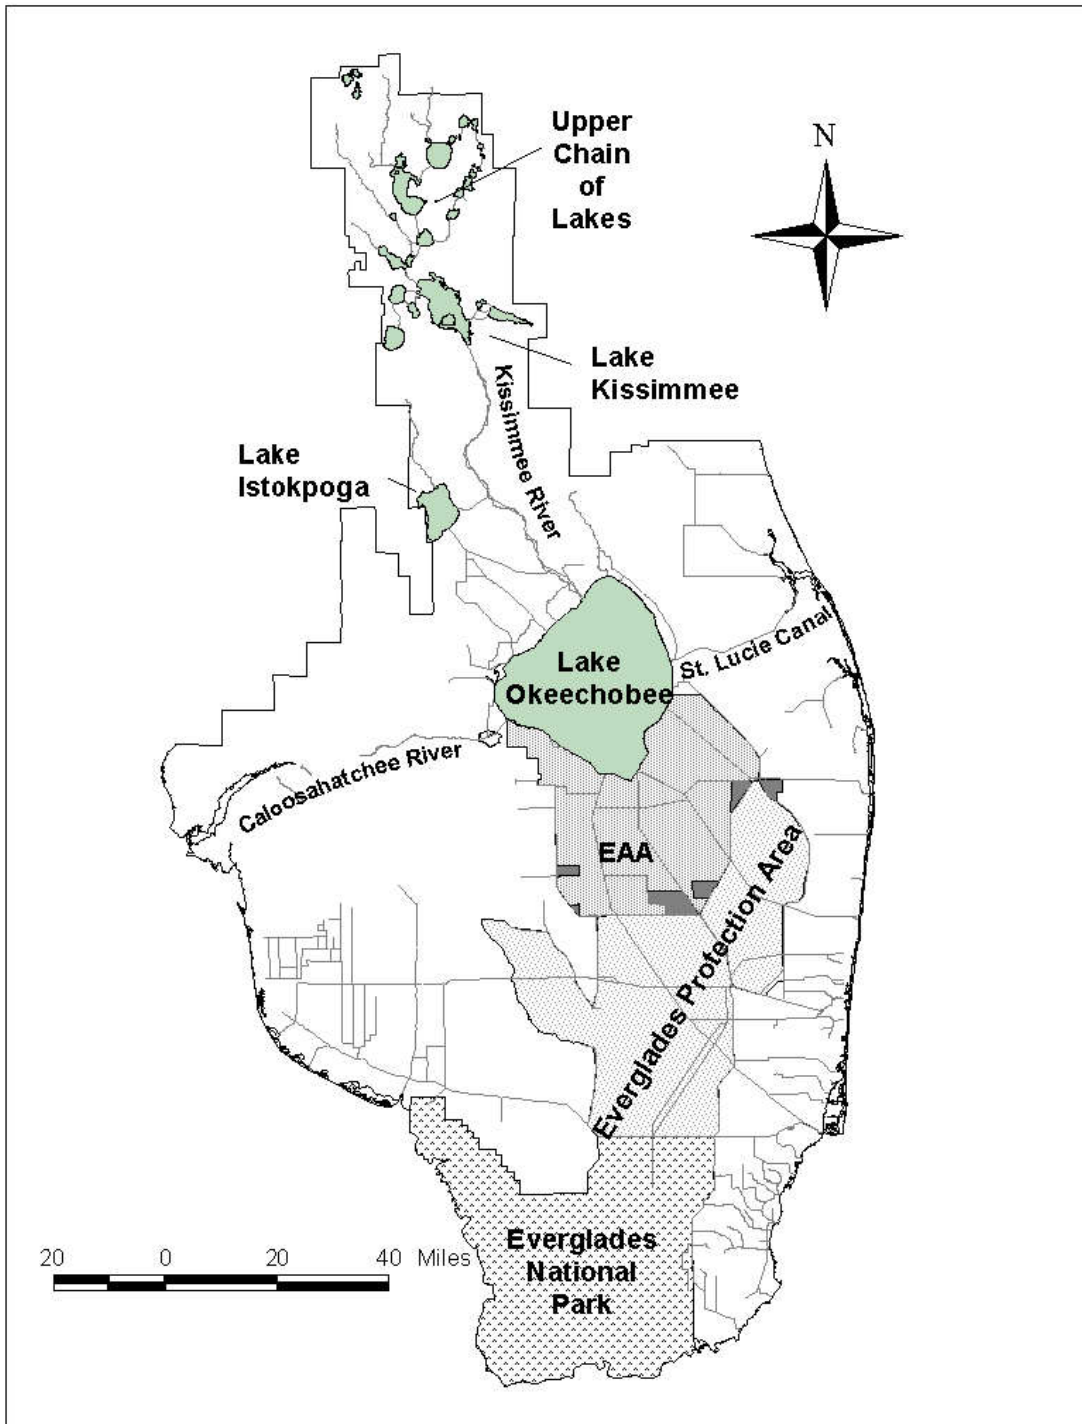 Upper
Chain
of
Lakes
N
Lake
Kissimmee
Kissimmee River
Lake
Istokpoga
Lake
Okeechobee
St. Lucie Canal
Caloosahatchee River
EAA
Everglades Protection Area
Everglades
National
Park
20 0 20 40 Miles